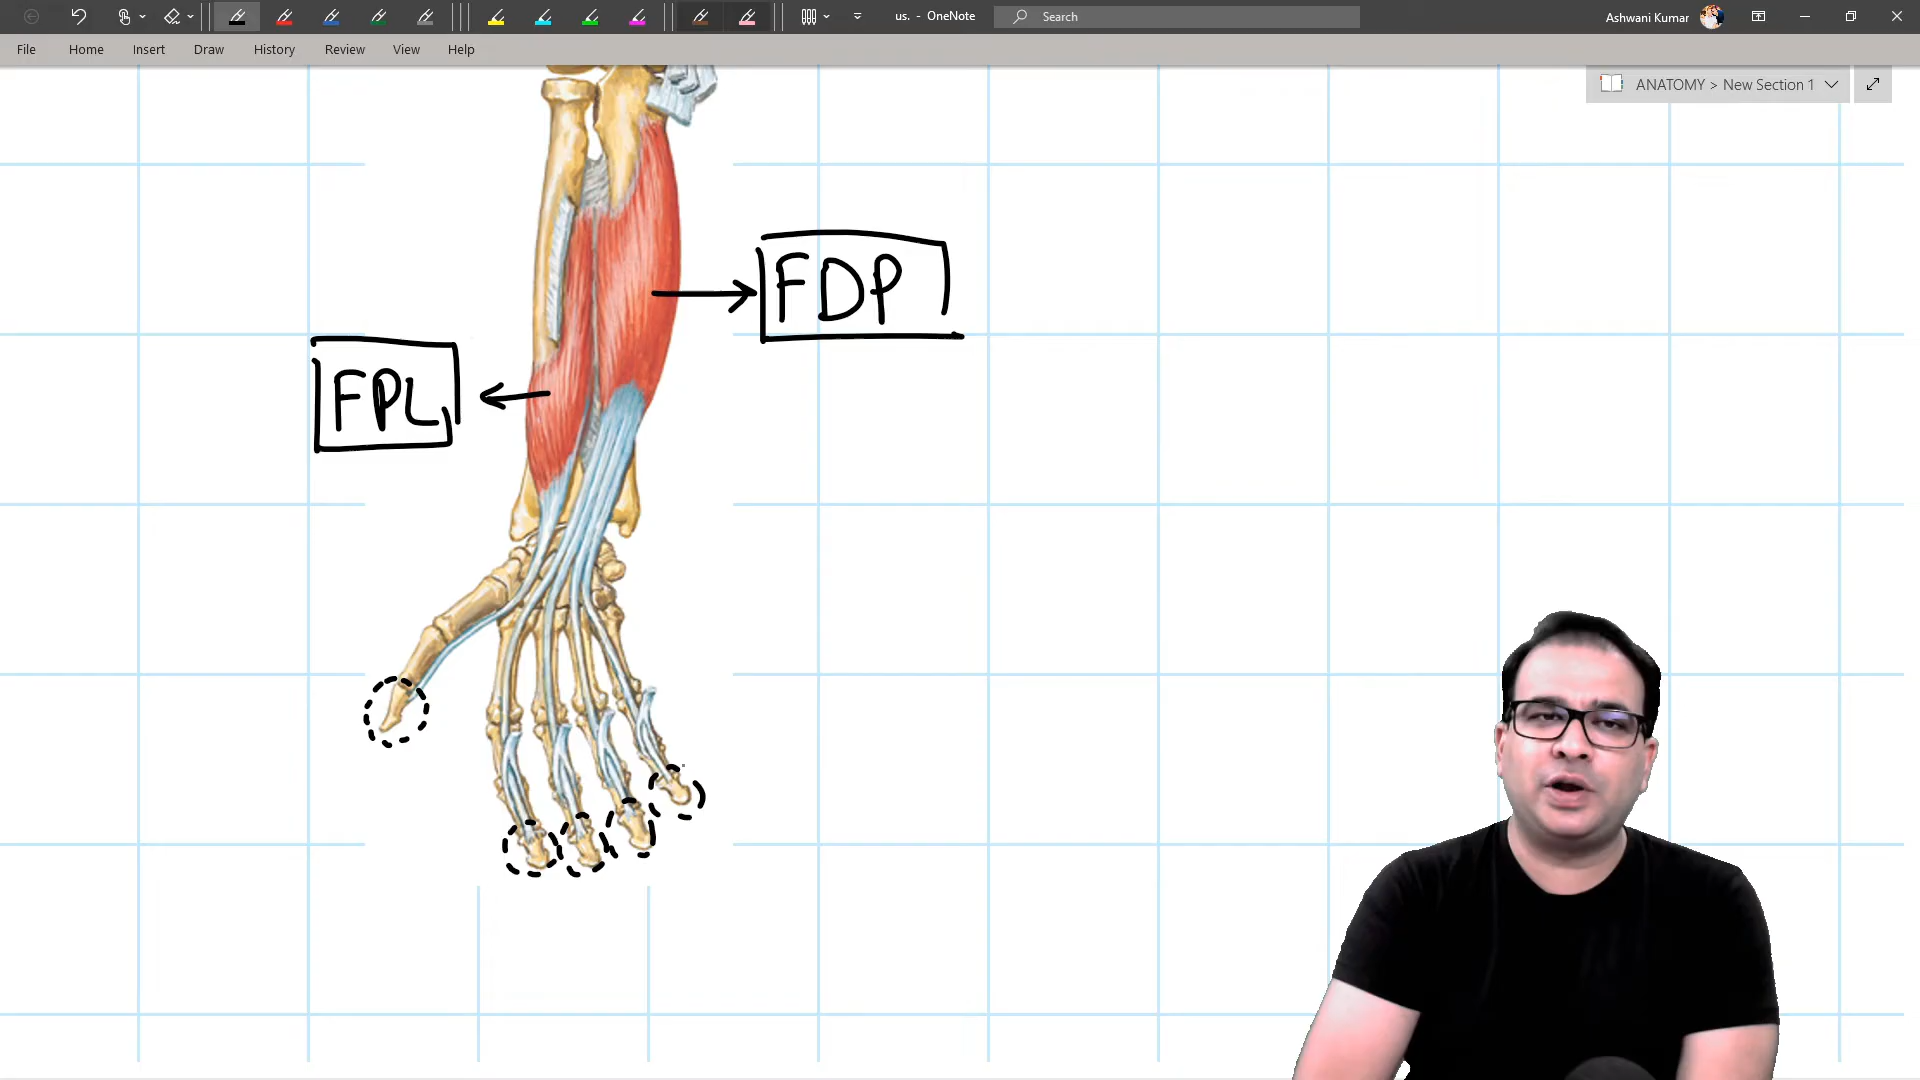 us. - OneNote
Search
Ashwani Kumar
File Home Insert Draw History Review View Help
ANATOMY > New Section 1
FDP
FPL